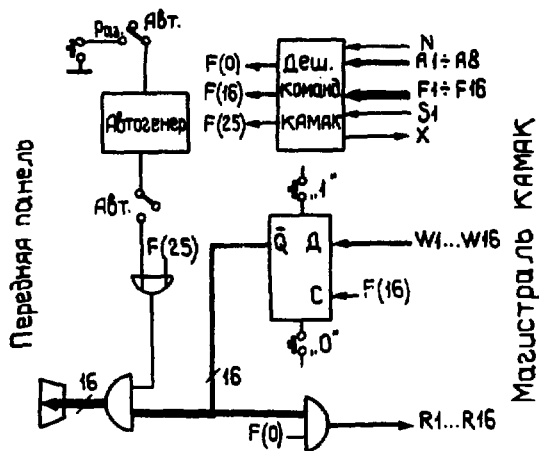 Раз.
Авт.
Автогенер
Авт.
F(25)
Передняя панель
16
16
F(0)
F(16)
F(25)
Деш.
команд
КАМАК
N
A1÷A8
F1÷F16
S1
X
„1"
Q̄ Д
С
W1...W16
F(16)
„0"
F(0)
R1...R16
Магистраль КАМАК